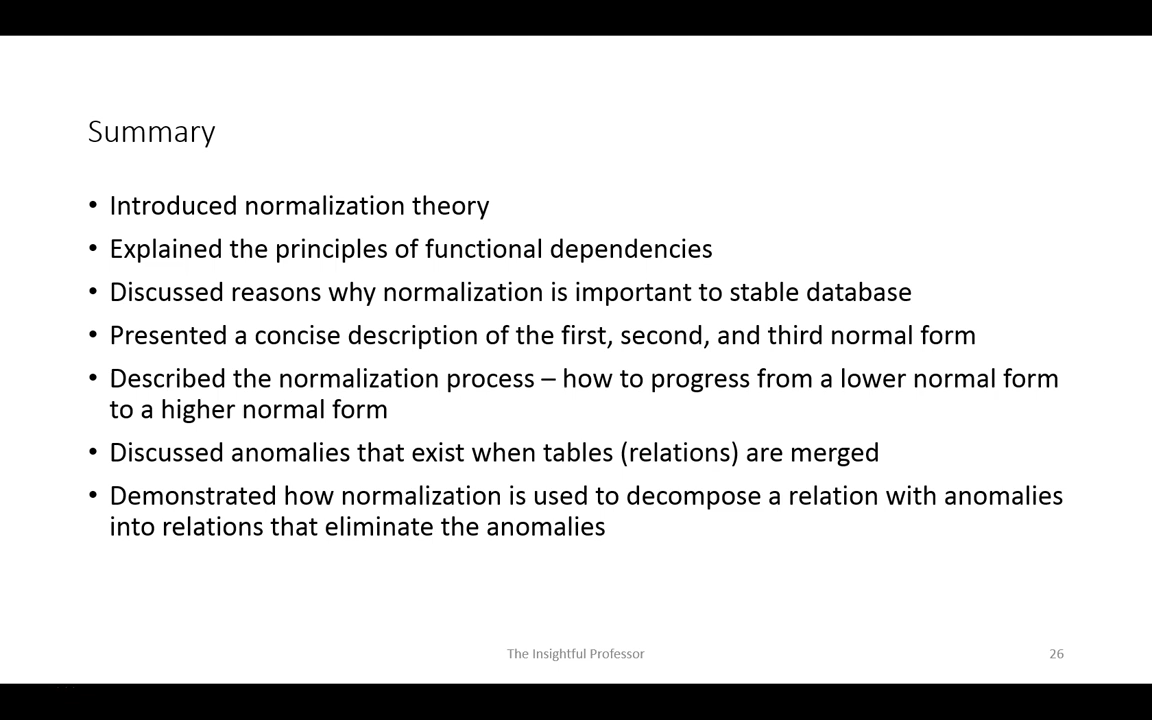 Summary
• Introduced normalization theory
• Explained the principles of functional dependencies
• Discussed reasons why normalization is important to stable database
• Presented a concise description of the first, second, and third normal form
• Described the normalization process – how to progress from a lower normal form
to a higher normal form
• Discussed anomalies that exist when tables (relations) are merged
• Demonstrated how normalization is used to decompose a relation with anomalies
into relations that eliminate the anomalies
The Insightful Professor
26